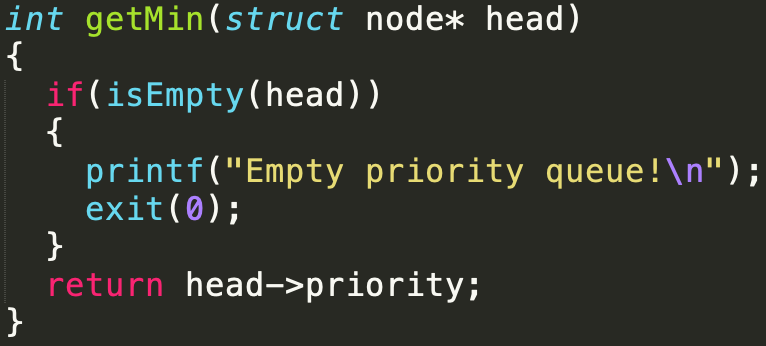 int getMin(struct node* head)
{
  if(isEmpty(head))
  {
    printf("Empty priority queue!\n");
    exit(0);
  }
  return head->priority;
}